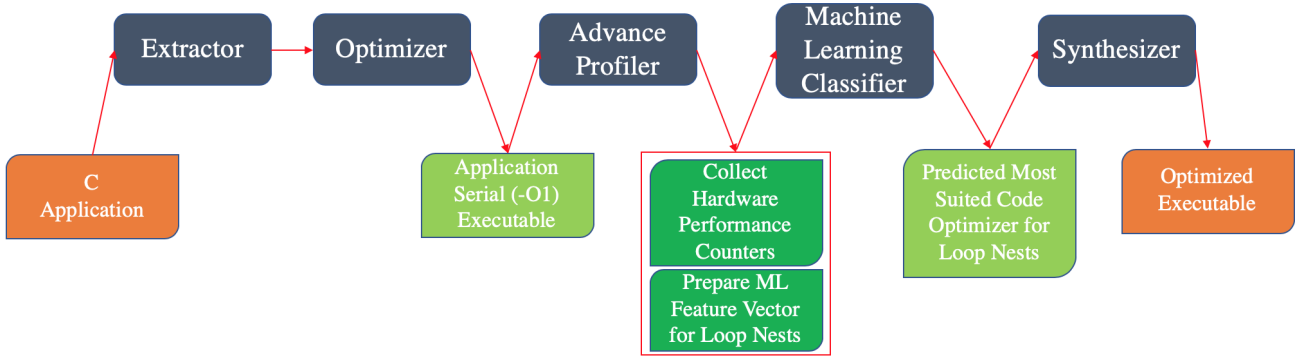 Extractor
Optimizer
Advance
Profiler
Machine
Learning
Classifier
Synthesizer
C
Application
Application
Serial (-O1)
Executable
Collect
Hardware
Performance
Counters
Prepare ML
Feature Vector
for Loop Nests
Predicted Most
Suited Code
Optimizer for
Loop Nests
Optimized
Executable